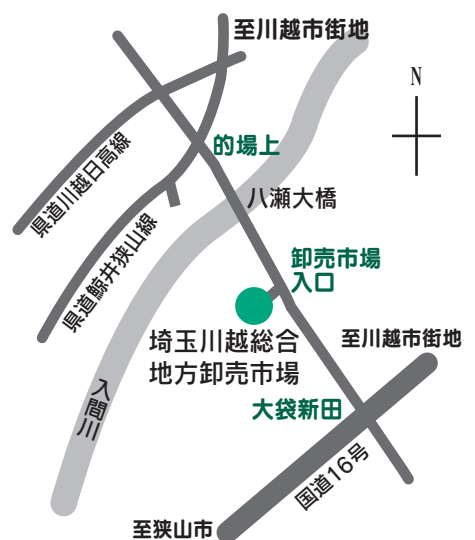 至川越市街地
N
県道川越日高線
的場上
八瀬大橋
県道鯨井狭山線
卸売市場
入口
埼玉川越総合
地方卸売市場
至川越市街地
入間川
大袋新田
国道16号
至狭山市